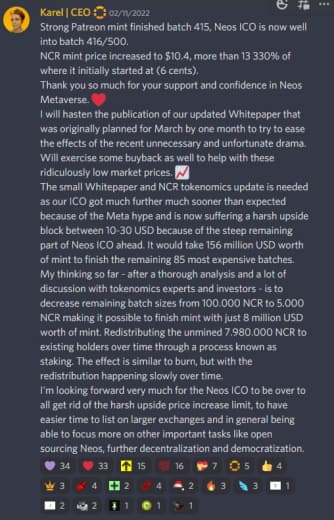 Karel | CEO 02/11/2022
Strong Patreon mint finished batch 415, Neos ICO is now well
into batch 416/500.
NCR mint price increased to $10.4, more than 13 330% of
where it initially started at (6 cents).
Thank you so much for your support and confidence in Neos
Metaverse. ❤️
I will hasten the publication of our updated Whitepaper that
was originally planned for March by one month to try to ease
the effects of the recent unnecessary and unfortunate drama.
Will exercise some buyback as well to help with these
ridiculously low market prices. 📈
The small Whitepaper and NCR tokenomics update is needed
as our ICO got much further much sooner than expected
because of the Meta hype and is now suffering a harsh upside
block between 10-30 USD because of the steep remaining
part of Neos ICO ahead. It would take 156 million USD worth
of mint to finish the remaining 85 most expensive batches.
My thinking so far - after a thorough analysis and a lot of
discussion with tokenomics experts and investors - is to
decrease remaining batch sizes from 100.000 NCR to 5.000
NCR making it possible to finish mint with just 8 million USD
worth of mint. Redistributing the unmined 7.980.000 NCR to
existing holders over time through a process known as
staking. The effect is similar to burn, but with the
redistribution happening slowly over time.
I'm looking forward very much for the Neos ICO to be over to
all get rid of the harsh upside price increase limit, to have
easier time to list on larger exchanges and in general being
able to focus more on other important tasks like open
sourcing Neos, further decentralization and democratization.
34 33 15 16 7 5 4
3 4 2 4 2 3 3 1
2 2 1 1 1